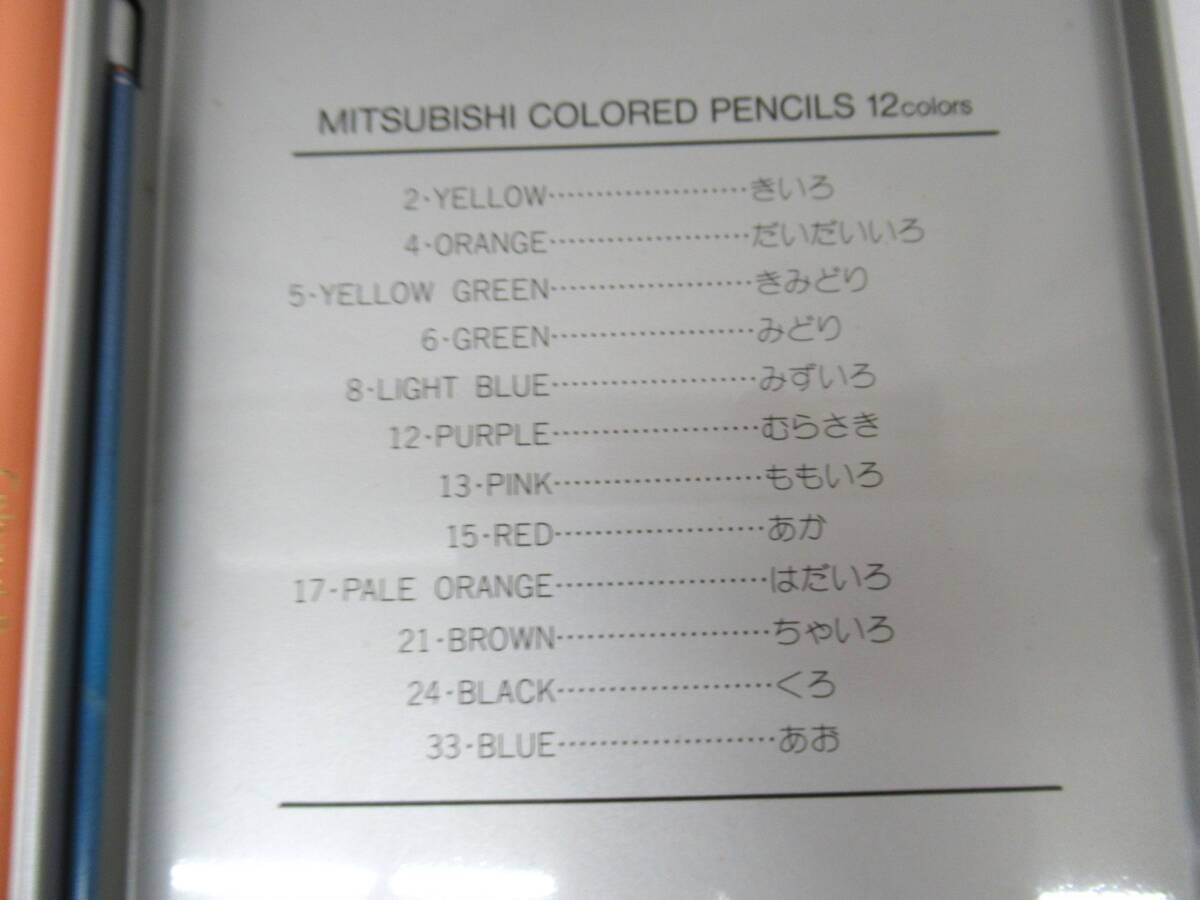 MITSUBISHI COLORED PENCILS 12colors
2-YELLOW……………………きいろ
4-ORANGE……………………だいだいいろ
5-YELLOW GREEN……………………きみどり
6-GREEN……………………みどり
8-LIGHT BLUE……………………みずいろ
12-PURPLE……………………むらさき
13-PINK……………………ももいろ
15-RED……………………あか
17-PALE ORANGE……………………はだいろ
21-BROWN……………………ちゃいろ
24-BLACK……………………くろ
33-BLUE……………………あお